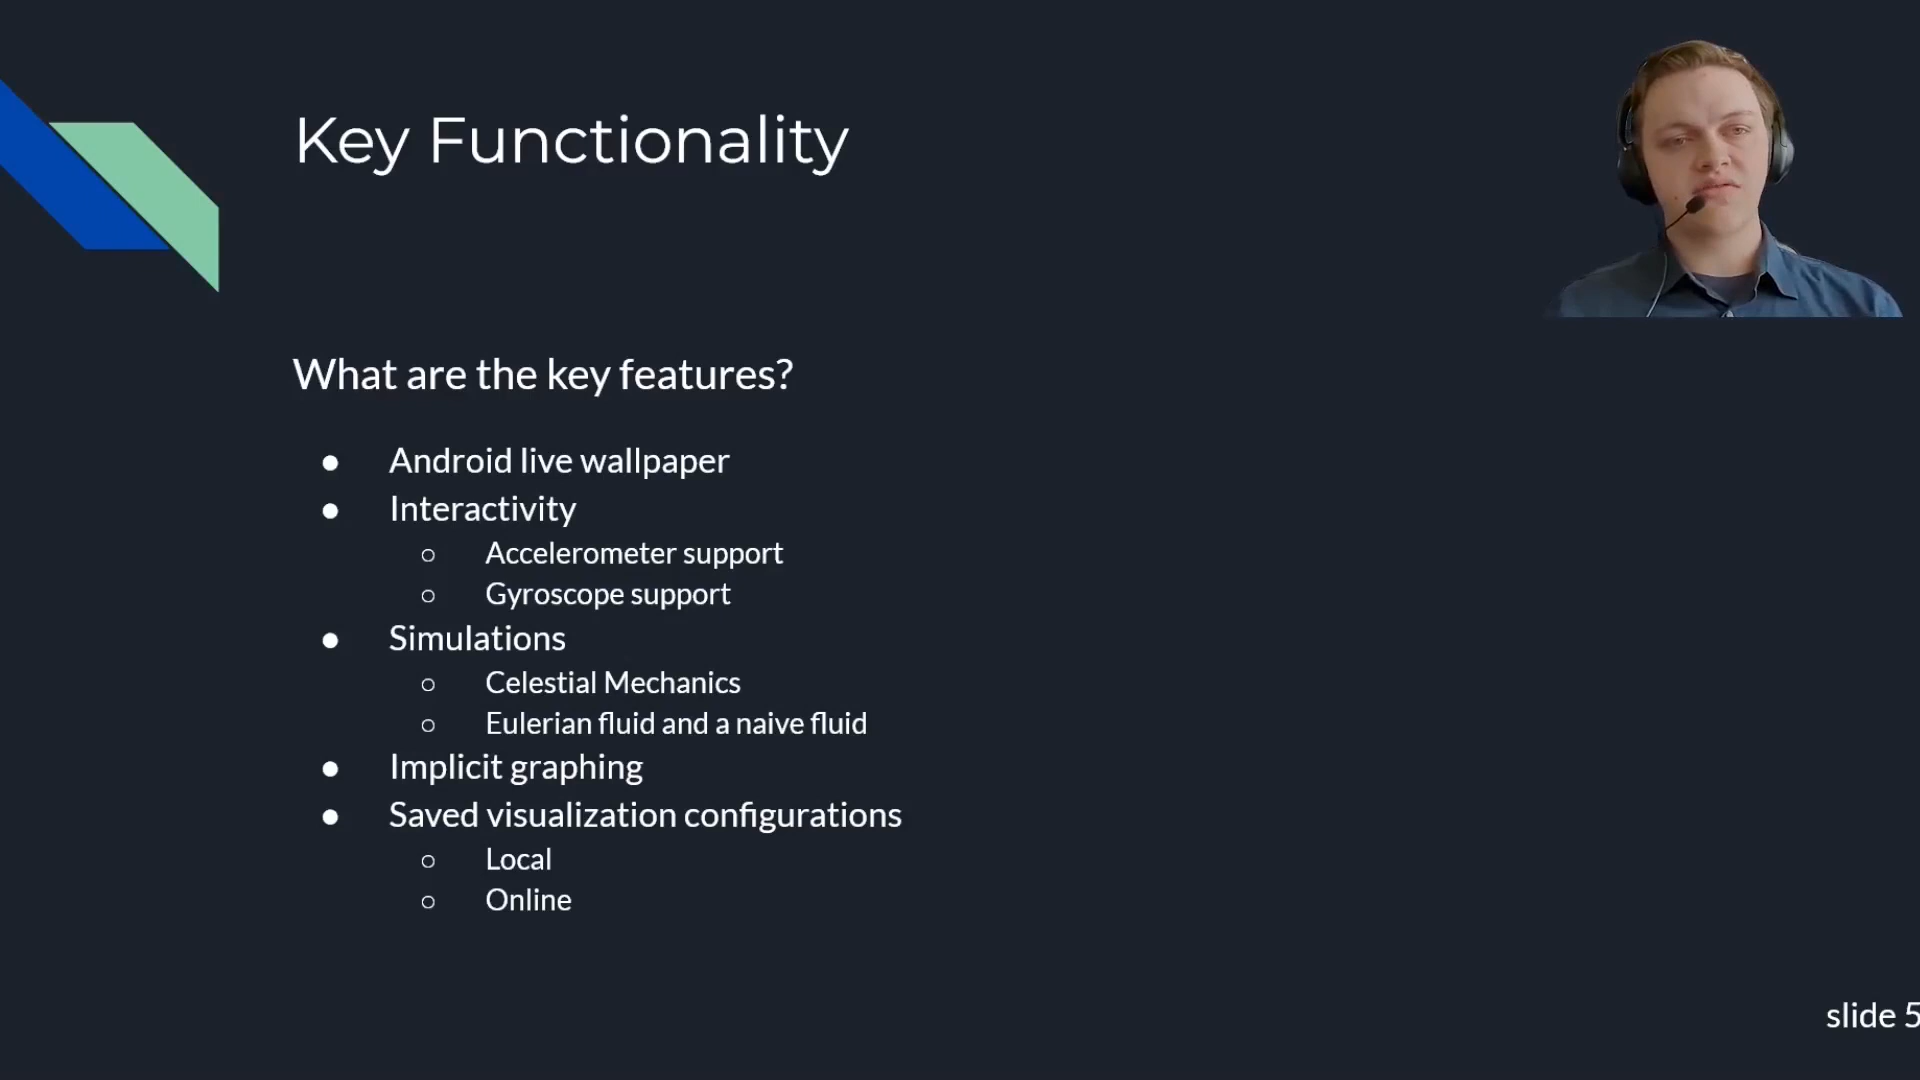 Key Functionality
What are the key features?
● Android live wallpaper
● Interactivity
○ Accelerometer support
○ Gyroscope support
● Simulations
○ Celestial Mechanics
○ Eulerian fluid and a naive fluid
● Implicit graphing
● Saved visualization configurations
○ Local
○ Online
slide 5